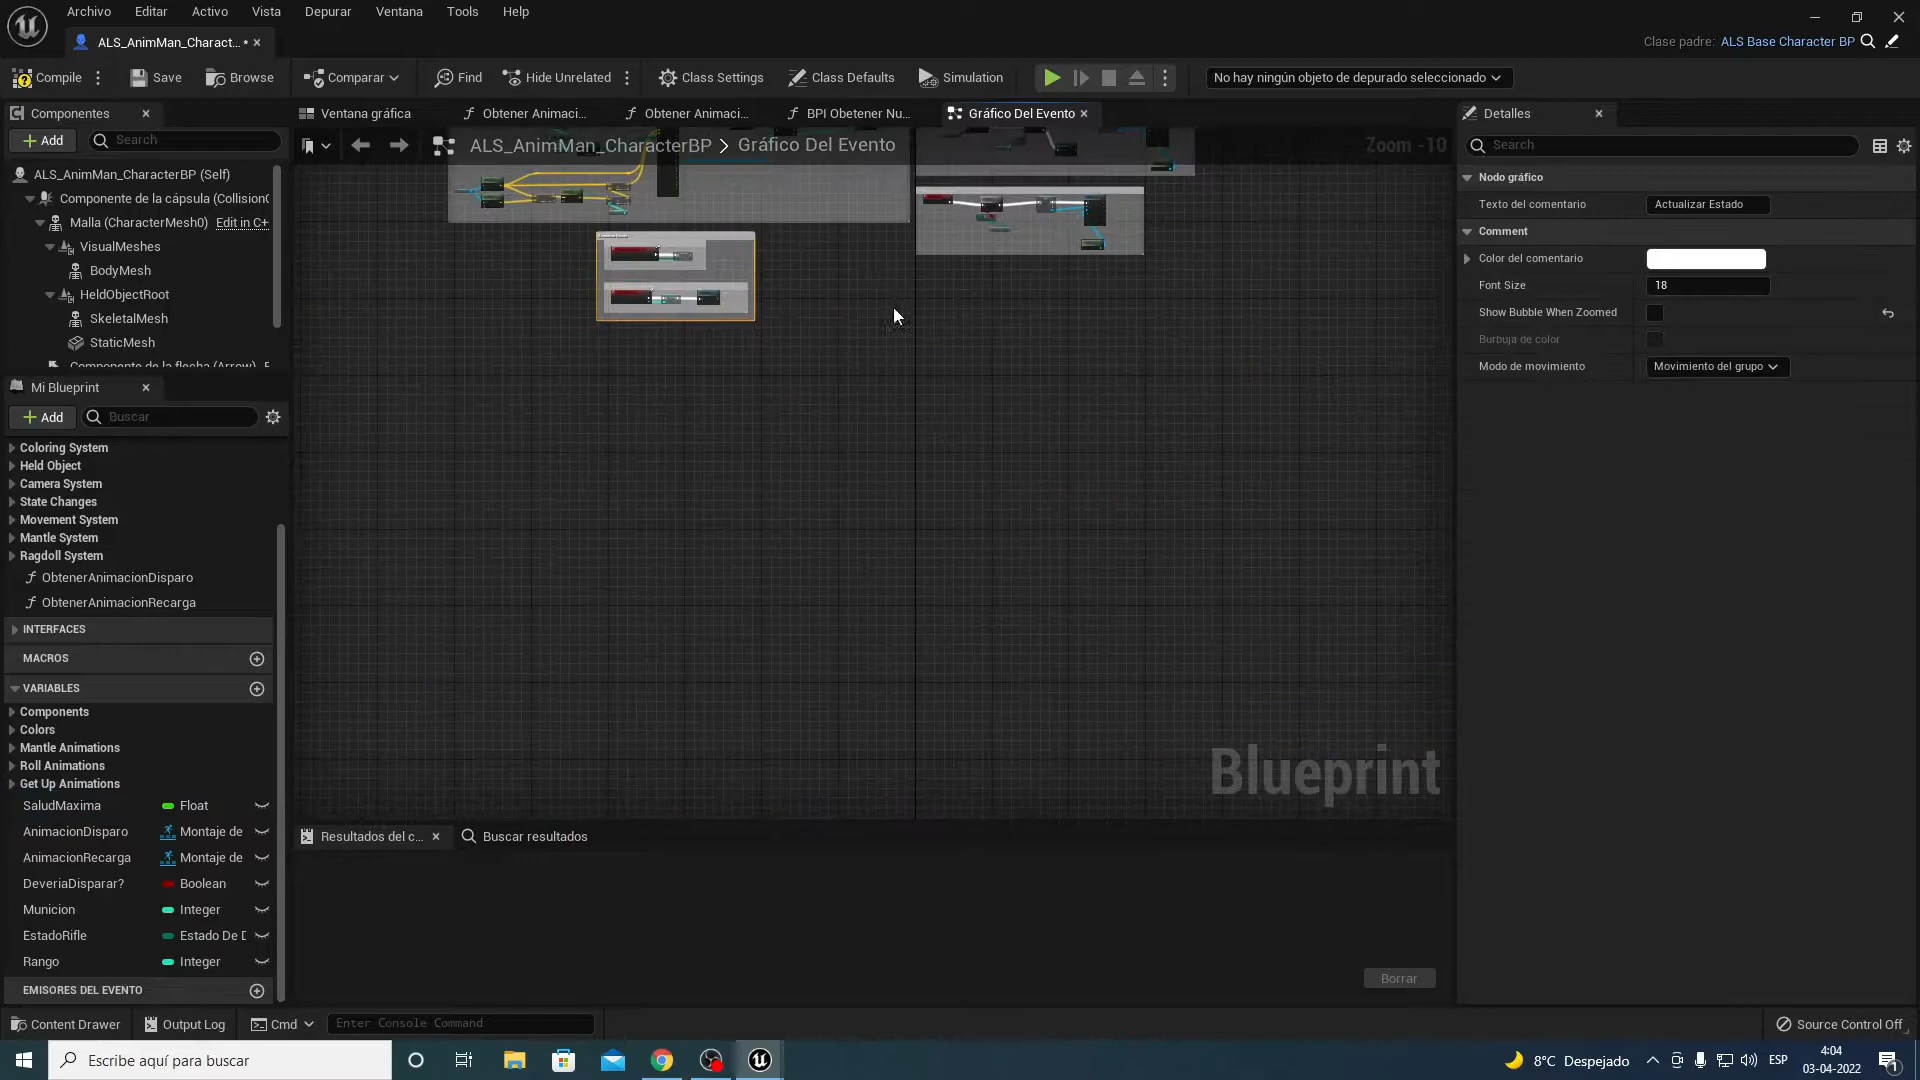 Archivo Editar Activo Vista Depurar Ventana Tools Help
ALS_AnimMan_Charact... •
Clase padre: ALS Base Character BP
Compile Save Browse Comparar Find Hide Unrelated Class Settings Class Defaults Simulation No hay ningún objeto de depurado seleccionado
Componentes
Add Search
ALS_AnimMan_CharacterBP (Self)
Componente de la cápsula (Collision
Malla (CharacterMesh0) Edit in C+
VisualMeshes
BodyMesh
HeldObjectRoot
SkeletalMesh
StaticMesh
Componente de la flecha (Arrow)
Mi Blueprint
Add Buscar
Coloring System
Held Object
Camera System
State Changes
Movement System
Mantle System
Ragdoll System
ObtenerAnimacionDisparo
ObtenerAnimacionRecarga
INTERFACES
MACROS
VARIABLES
Components
Colors
Mantle Animations
Roll Animations
Get Up Animations
SaludMaxima Float
AnimacionDisparo Montaje de
AnimacionRecarga Montaje de
DeveriaDisparar? Boolean
Municion Integer
EstadoRifle Estado De D
Rango Integer
EMISORES DEL EVENTO
Ventana gráfica Obtener Animaci... Obtener Animaci... BPI Obetener Nu... Gráfico Del Evento
ALS_AnimMan_CharacterBP > Gráfico Del Evento
Zoom -10
Blueprint
Resultados del c... Buscar resultados
Borrar
Detalles
Search
Nodo gráfico
Texto del comentario Actualizar Estado
Comment
Color del comentario
Font Size 18
Show Bubble When Zoomed
Burbuja de color
Modo de movimiento Movimiento del grupo
Content Drawer Output Log Cmd Enter Console Command Source Control Off
Escribe aquí para buscar
8°C Despejado
ESP
4:04
03-04-2022
1